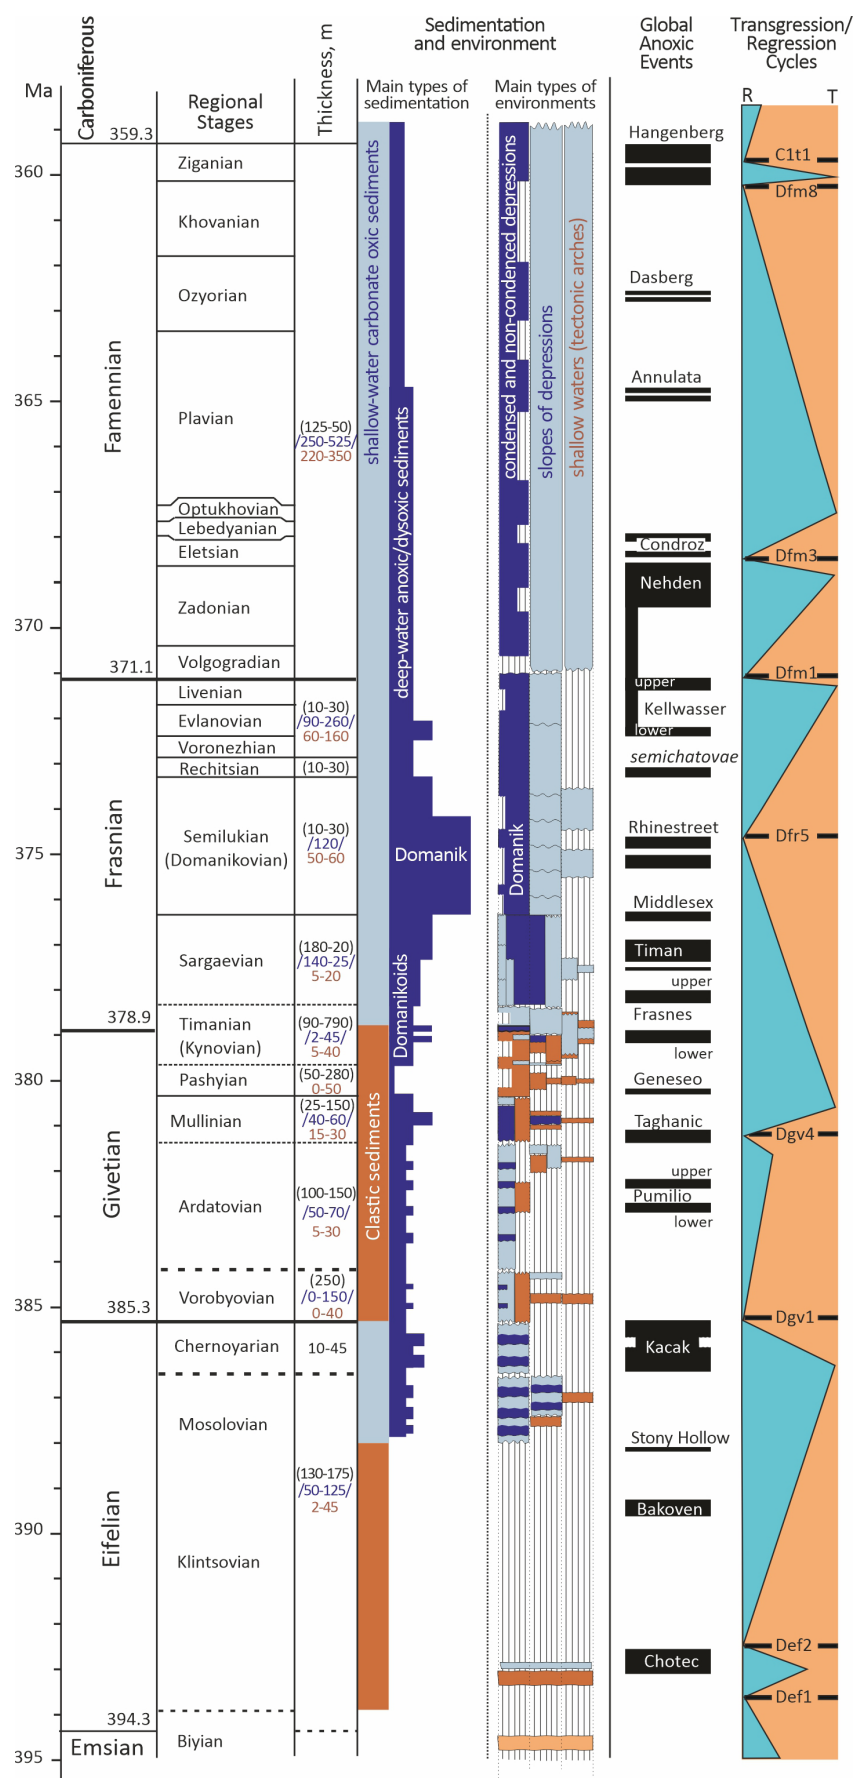 Sedimentation
and environment
Global
Anoxic
Events
Transgression/
Regression
Cycles
Ma
Carboniferous
Regional
Stages
Thickness, m
Main types of
sedimentation
Main types of
environments
R
T
359.3
360
365
370
375
380
385
390
395
Famennian
371.1
Frasnian
378.9
Givetian
385.3
Eifelian
394.3
Emsian
Ziganian
Khovanian
Ozyorian
Plavian
Optukhovian
Lebedyanian
Eletsian
Zadonian
Volgogradian
Livenian
Evlanovian
Voronezhian
Rechitsian
Semilukian
(Domanikovian)
Sargaevian
Timanian
(Kynovian)
Pashyian
Mullinian
Ardatovian
Vorobyovian
Chernoyarian
Mosolovian
Klintsovian
Biyian
(125-50)
/250-525/
220-350
(10-30)
/90-260/
60-160
(10-30)
(10-30)
/120/
50-60
(180-20)
/140-25/
5-20
(90-790)
/2-45/
5-40
(50-280)
0-50
(25-150)
/40-60/
15-30
(100-150)
/50-70/
5-30
(250)
/0-150/
0-40
10-45
(130-175)
/50-125/
2-45
shallow-water carbonate oxic sediments
deep-water anoxic/dysoxic sediments
Domanik
Domanikoids
Clastic sediments
condensed and non-condenced depressions
slopes of depressions
shallow waters (tectonic arches)
Domanik
Hangenberg
Dasberg
Annulata
Condroz
Nehden
upper
Kellwasser
lower
semichatovae
Rhinestreet
Middlesex
Timan
upper
Frasnes
lower
Geneseo
Taghanic
upper
Pumilio
lower
Kacak
Stony Hollow
Bakoven
Chotec
C1t1
Dfm8
Dfm3
Dfm1
Dfr5
Dgv4
Dgv1
Def2
Def1